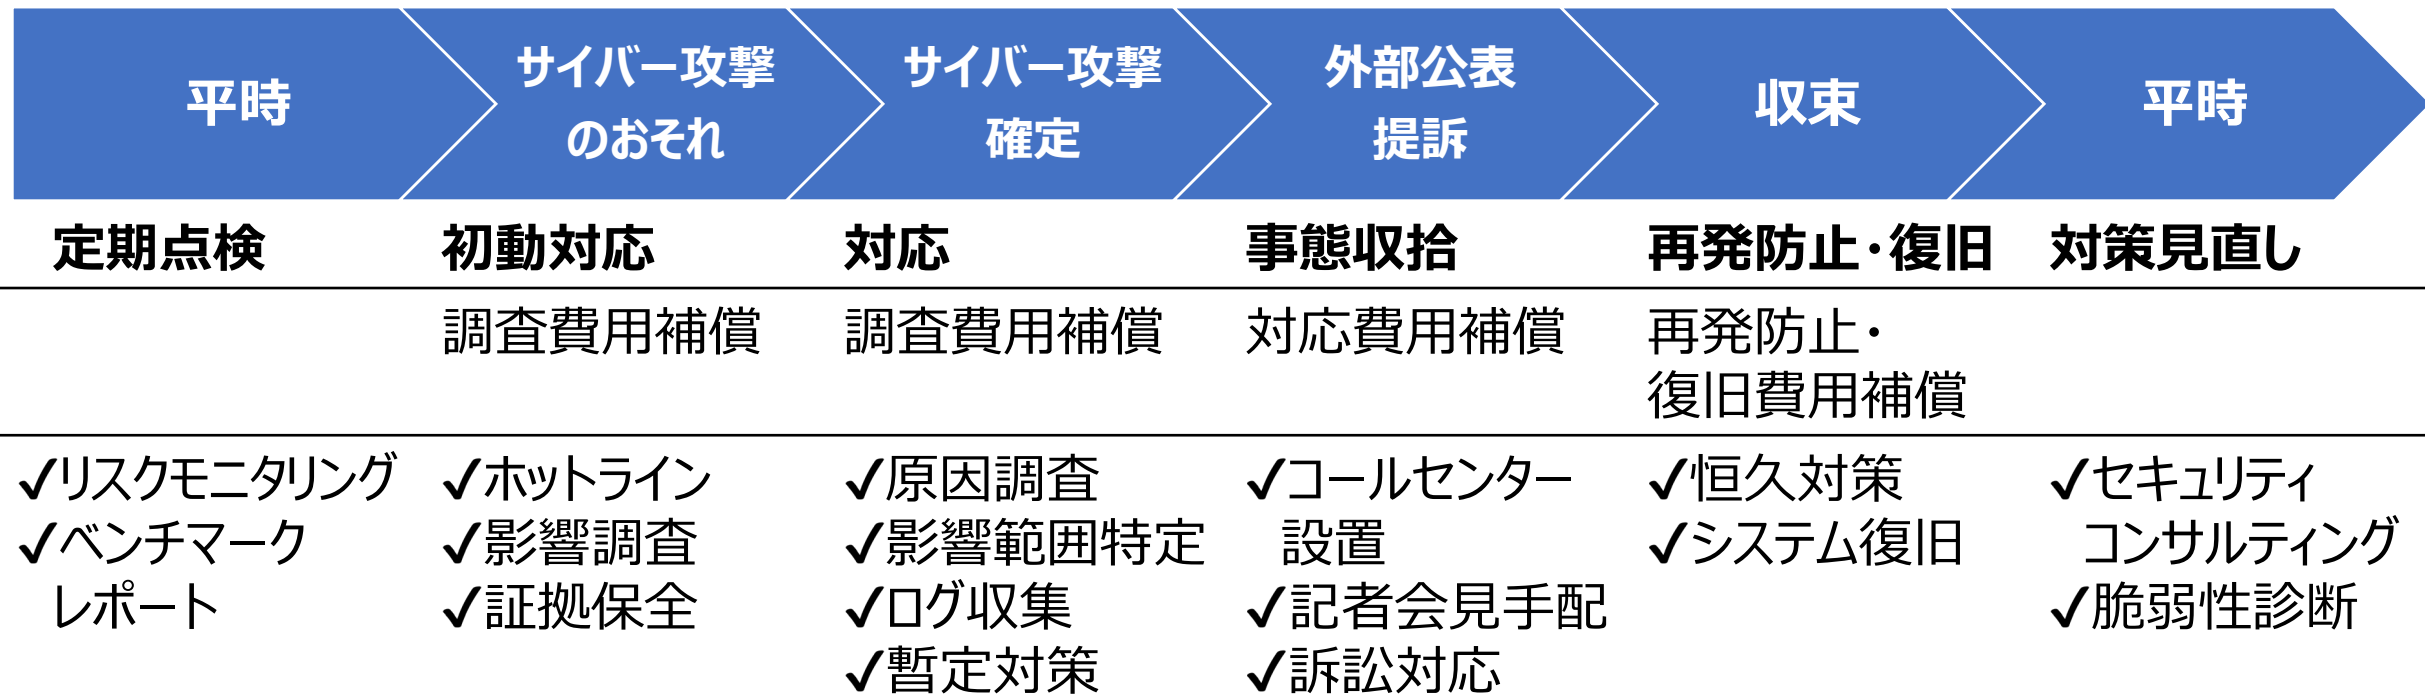 平時
サイバー攻撃
のおそれ
サイバー攻撃
確定
外部公表
提訴
収束
平時
定期点検
初動対応
対応
事態収拾
再発防止・復旧
対策見直し
調査費用補償
調査費用補償
対応費用補償
再発防止・
復旧費用補償
✓リスクモニタリング
✓ベンチマーク
レポート
✓ホットライン
✓影響調査
✓証拠保全
✓原因調査
✓影響範囲特定
✓ログ収集
✓暫定対策
✓コールセンター
設置
✓記者会見手配
✓訴訟対応
✓恒久対策
✓システム復旧
✓セキュリティ
コンサルティング
✓脆弱性診断